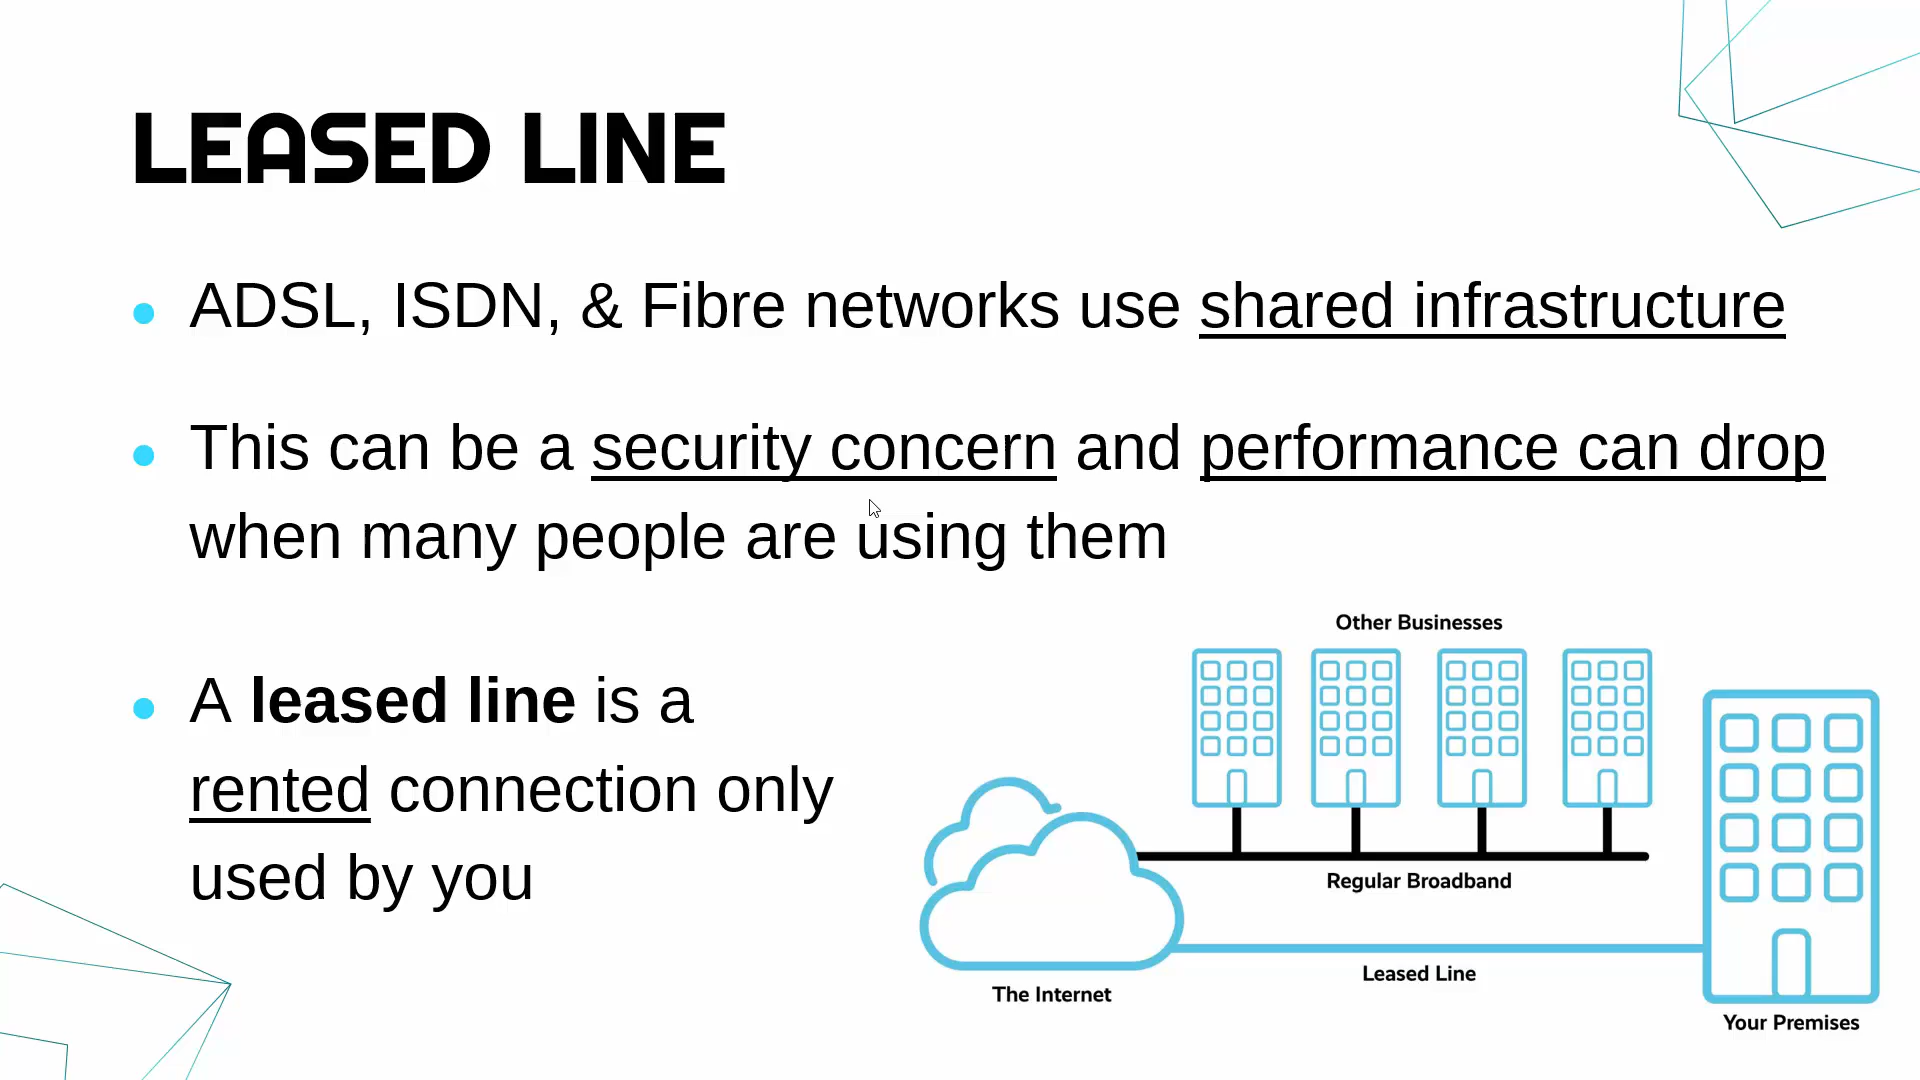 LEASED LINE
ADSL, ISDN, & Fibre networks use shared infrastructure
This can be a security concern and performance can drop
when many people are using them
A leased line is a
rented connection only
used by you
Other Businesses
Regular Broadband
Leased Line
The Internet
Your Premises